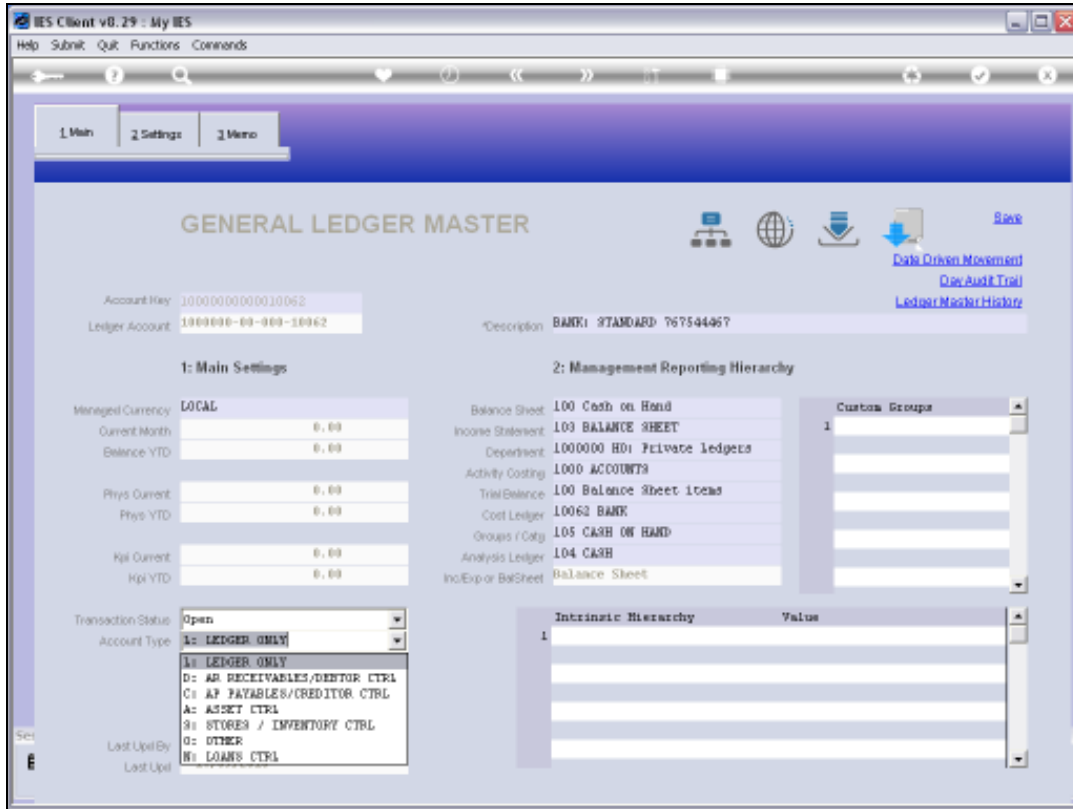 IES Client v8.29 : My IES
Help Submit Quit Functions Commands
1 Main
2 Settings
3 Memo
GENERAL LEDGER MASTER
Save
Date Driven Movement
Day Audit Trail
Ledger Master History
Account Key 10000000000010062
Ledger Account 1000000-00-000-10062
*Description BANK: STANDARD 767544467
1: Main Settings
2: Management Reporting Hierarchy
Managed Currency LOCAL
Current Month 0.00
Balance YTD 0.00
Phys Current 0.00
Phys YTD 0.00
Kpi Current 0.00
Kpi YTD 0.00
Balance Sheet 100 Cash on Hand
Income Statement 103 BALANCE SHEET
Department 1000000 HD: Private ledgers
Activity Costing 1000 ACCOUNTS
Trial Balance 100 Balance Sheet items
Cost Ledger 10062 BANK
Groups / Catg 105 CASH ON HAND
Analysis Ledger 104 CASH
Inc/Exp or BalSheet Balance Sheet
Custom Groups
1
Transaction Status Open
Account Type 1: LEDGER ONLY
1: LEDGER ONLY
D: AR RECEIVABLES/DEBTOR CTRL
C: AP PAYABLES/CREDITOR CTRL
A: ASSET CTRL
S: STORES / INVENTORY CTRL
O: OTHER
N: LOANS CTRL
Intrinsic Hierarchy Value
1
Last Upd By
Last Upd